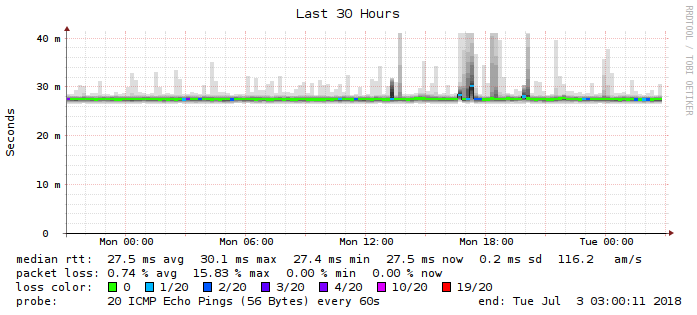 Last 30 Hours
RRDTOOL / TOBI OETIKER
Seconds
40 m
30 m
20 m
10 m
0
Mon 00:00 Mon 06:00 Mon 12:00 Mon 18:00 Tue 00:00
median rtt: 27.5 ms avg 30.1 ms max 27.4 ms min 27.5 ms now 0.2 ms sd 116.2 am/s
packet loss: 0.74 % avg 15.83 % max 0.00 % min 0.00 % now
loss color: 0 1/20 2/20 3/20 4/20 10/20 19/20
probe: 20 ICMP Echo Pings (56 Bytes) every 60s end: Tue Jul 3 03:00:11 2018